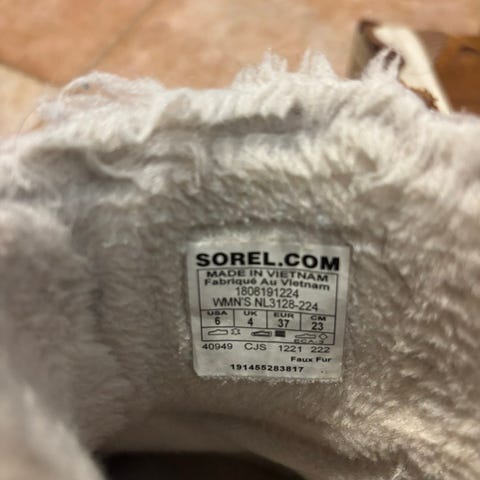 SOREL.COM
MADE IN VIETNAM
Fabriqué Au Vietnam
1808191224
WMN'S NL3128-224
USA UK EUR CM
6 4 37 23
40949 CJS 1221 222
Faux Fur
191455283817